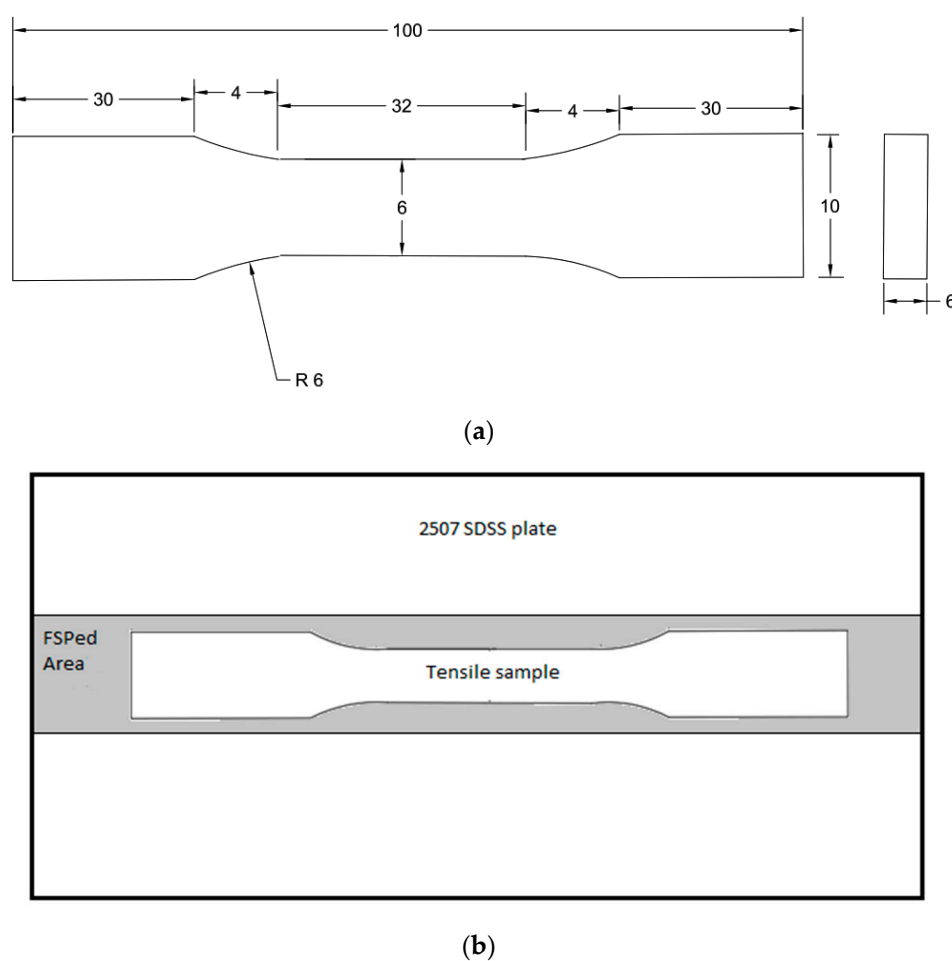 100
30
4
32
4
30
6
10
6
R 6
(a)
2507 SDSS plate
FSPed
Area
Tensile sample
(b)